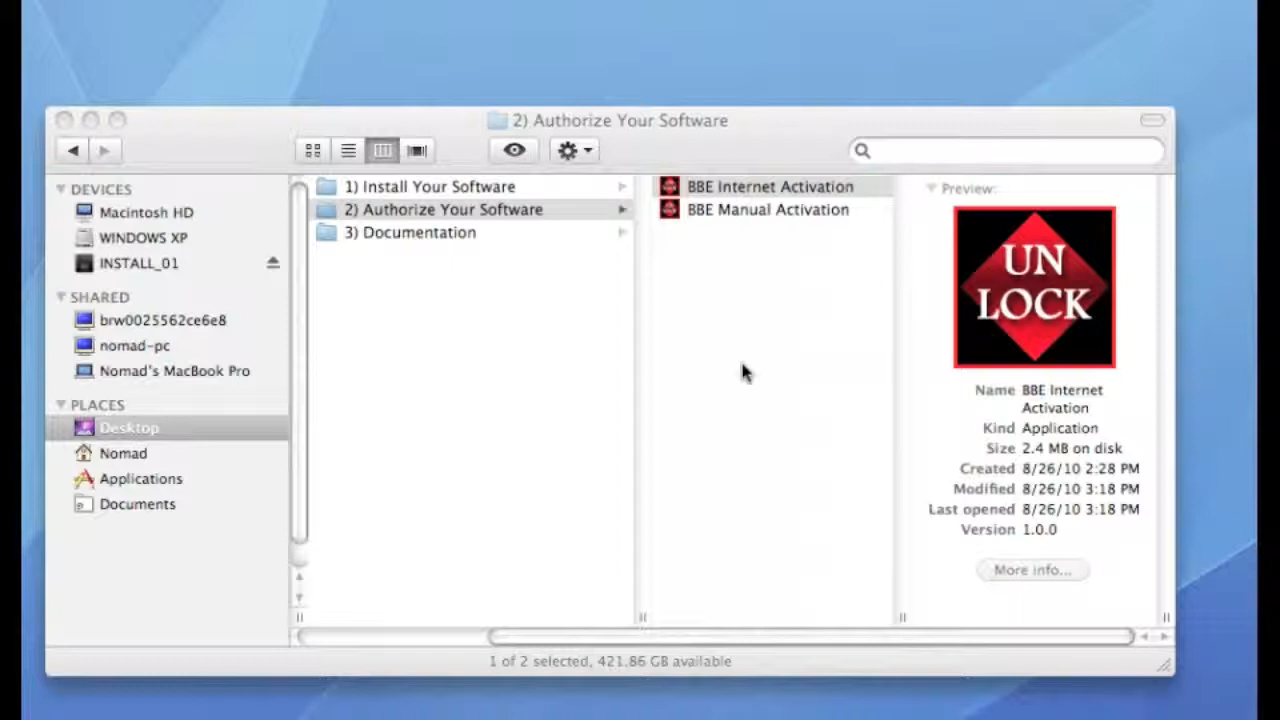 2) Authorize Your Software
DEVICES
Macintosh HD
WINDOWS XP
INSTALL_01
SHARED
brw0025562ce6e8
nomad-pc
Nomad's MacBook Pro
PLACES
Desktop
Nomad
Applications
Documents
1) Install Your Software
2) Authorize Your Software
3) Documentation
BBE Internet Activation
BBE Manual Activation
Preview:
UN
LOCK
Name BBE Internet
Activation
Kind Application
Size 2.4 MB on disk
Created 8/26/10 2:28 PM
Modified 8/26/10 3:18 PM
Last opened 8/26/10 3:18 PM
Version 1.0.0
More info...
1 of 2 selected, 421.86 GB available